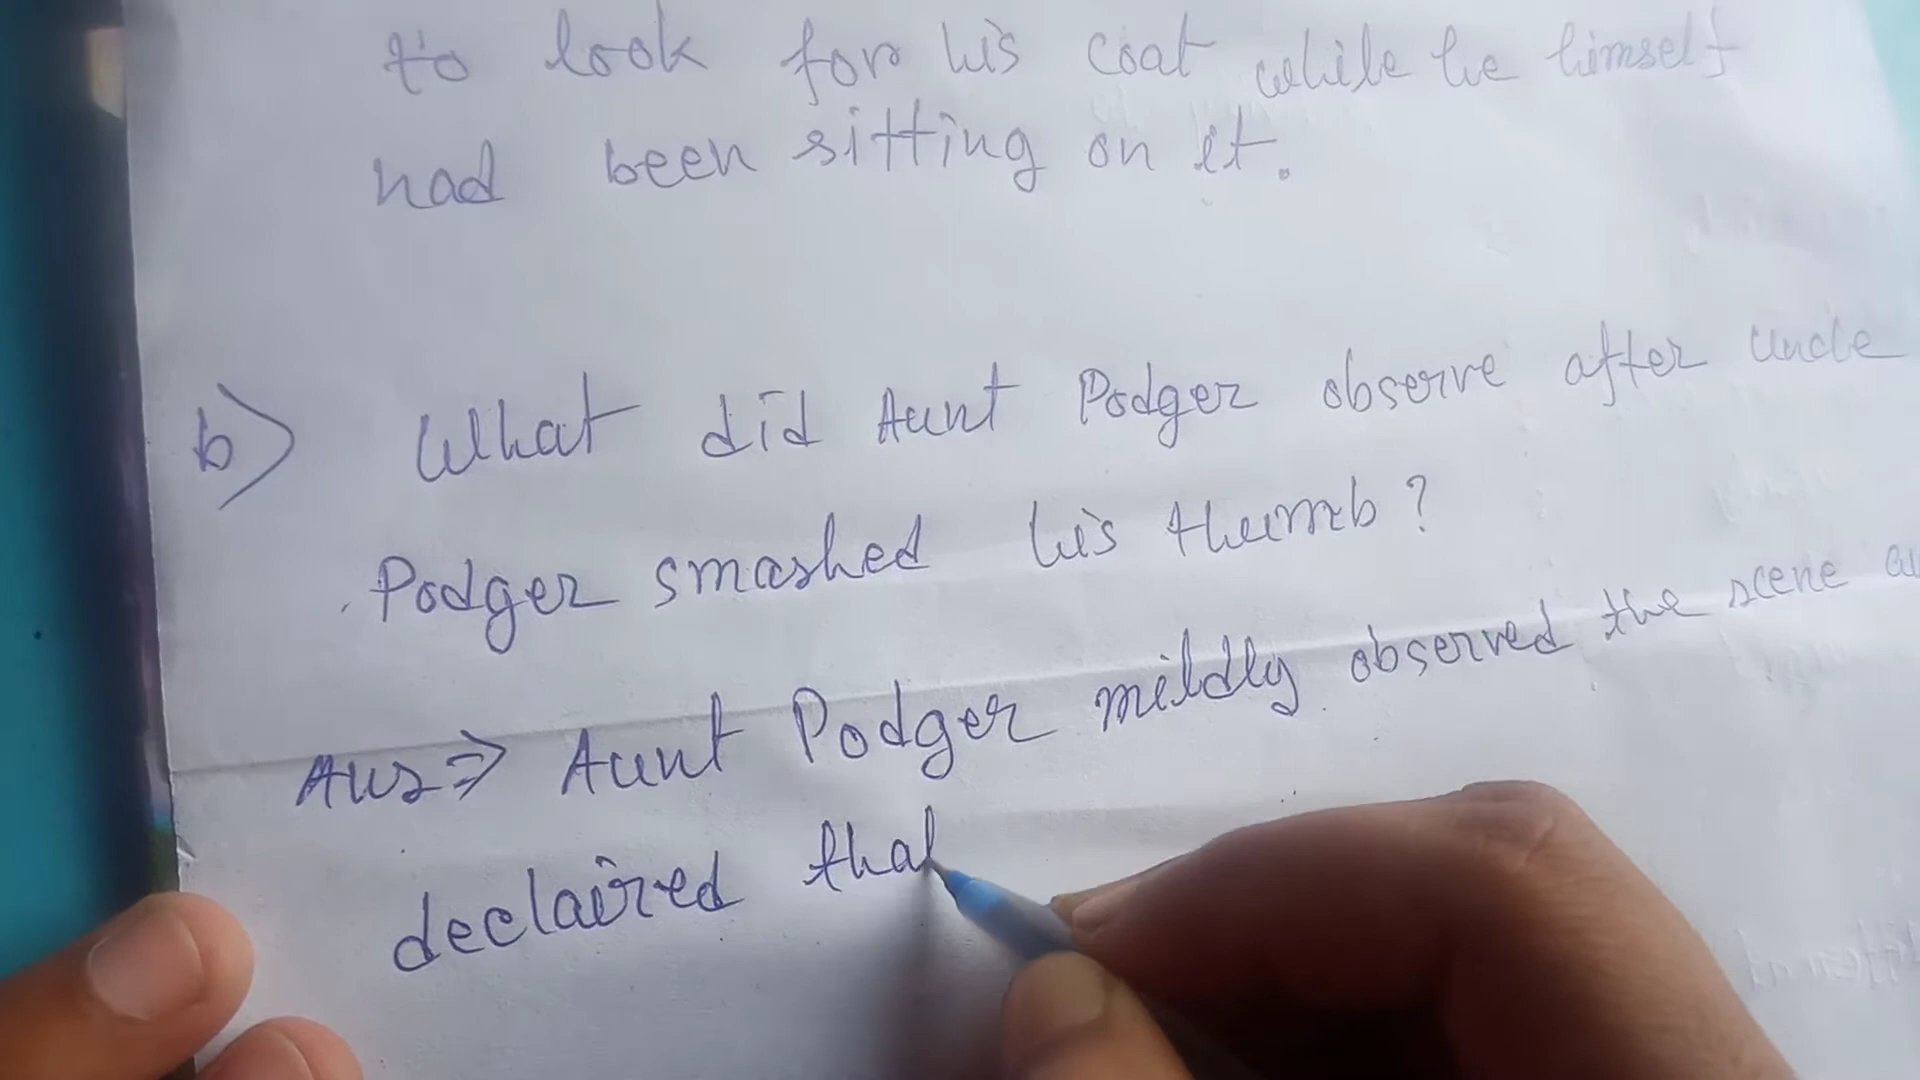 to look for his coat while he himself
had been sitting on it.
b) What did Aunt Podger observe after uncle
Podger smashed his thumb?
Ans⇒ Aunt Podger mildly observed the scene
declaired that